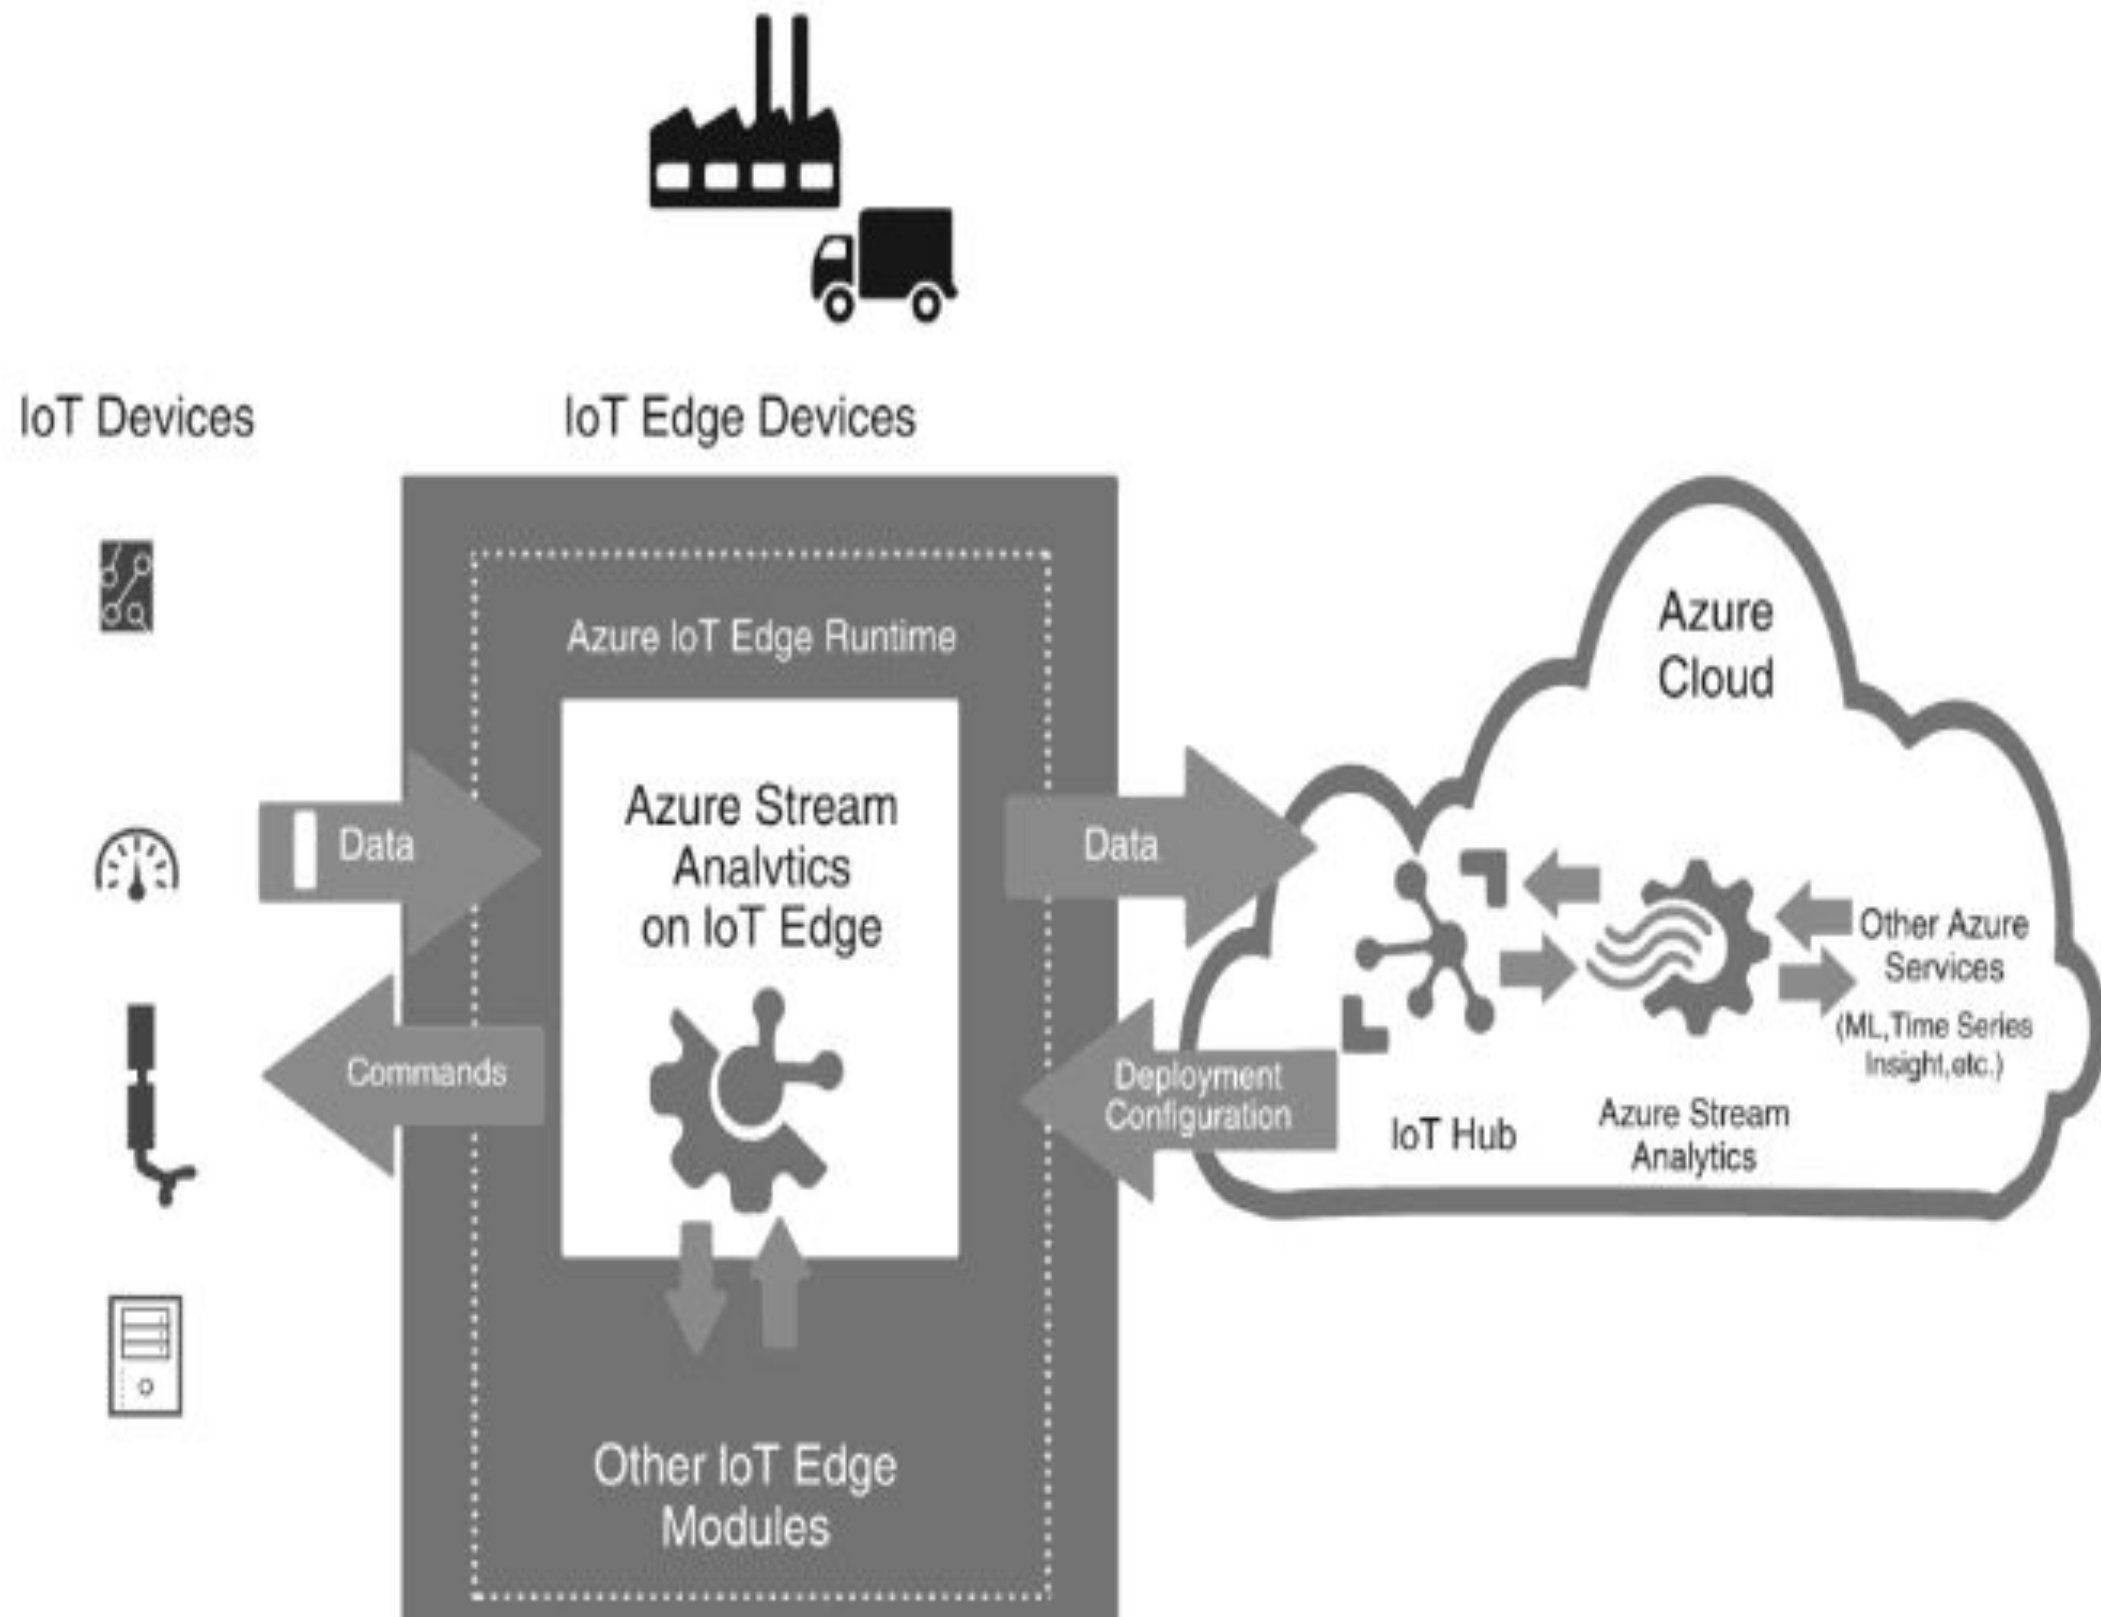 IoT Devices
IoT Edge Devices
Azure IoT Edge Runtime
Azure Stream
Analvtics
on IoT Edge
Data
Commands
Other IoT Edge
Modules
Data
Deployment
Configuration
Azure
Cloud
IoT Hub
Azure Stream
Analytics
Other Azure
Services
(ML,Time Series
Insight,etc.)